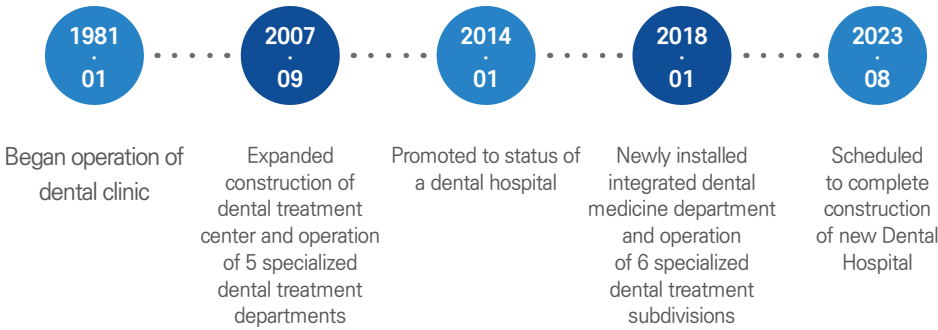 1981
.
01
2007
.
09
2014
.
01
2018
.
01
2023
.
08
Began operation of
dental clinic
Expanded
construction of
dental treatment
center and operation
of 5 specialized
dental treatment
departments
Promoted to status of
a dental hospital
Newly installed
integrated dental
medicine department
and operation
of 6 specialized
dental treatment
subdivisions
Scheduled
to complete
construction
of new Dental
Hospital